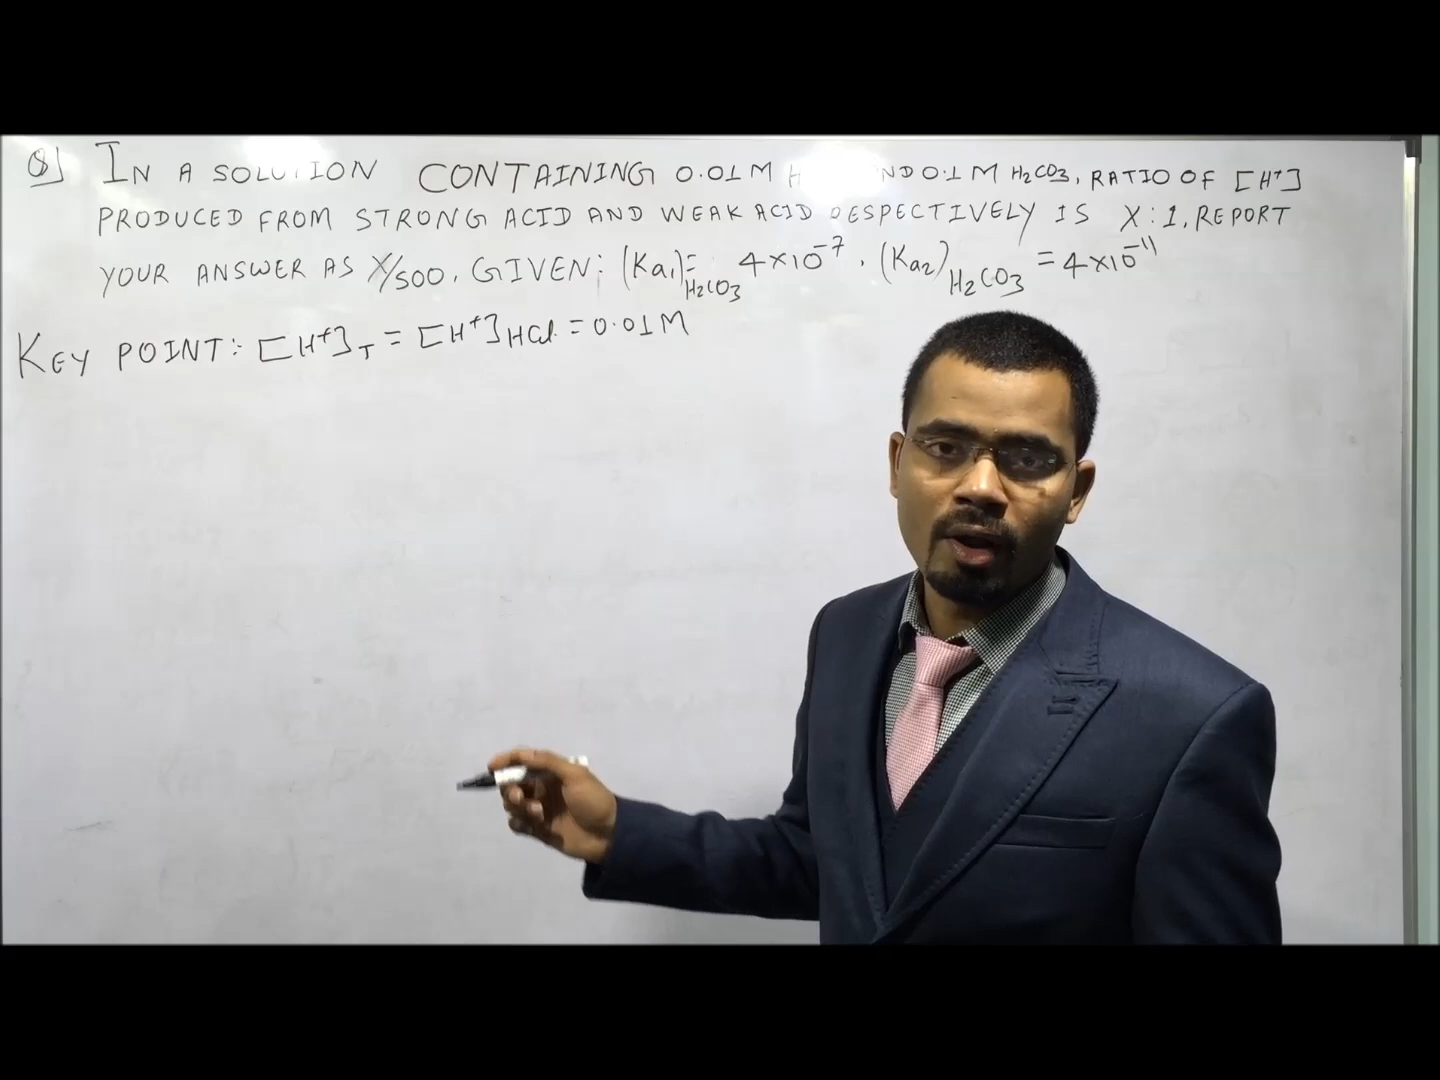 Q] IN A SOLUTION CONTAINING 0.01M H ND 0.1 M H₂CO₃, RATIO OF [H⁺]
PRODUCED FROM STRONG ACID AND WEAK ACID RESPECTIVELY IS X:1, REPORT
YOUR ANSWER AS X/500. GIVEN: (Ka₁)H₂CO₃ = 4×10⁻⁷, (Ka₂)H₂CO₃ = 4×10⁻¹¹
KEY POINT:- [H⁺]T = [H⁺]HCl = 0.01M